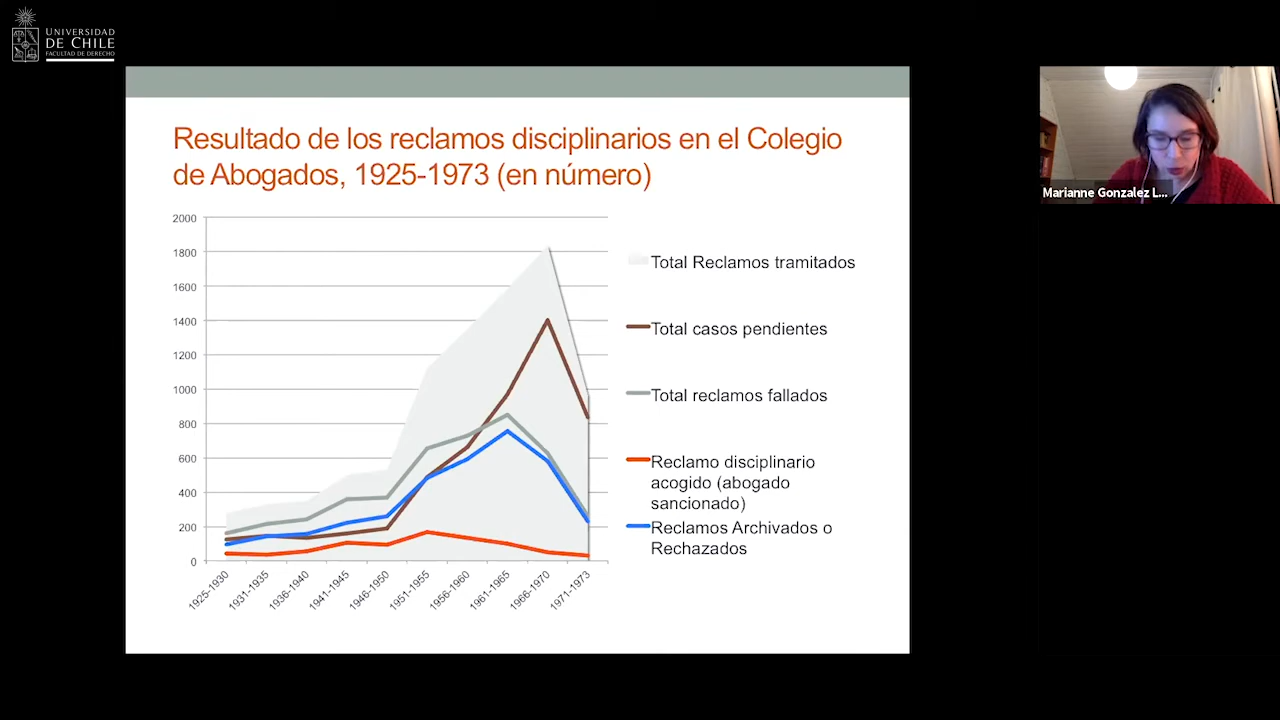 UNIVERSIDAD
DE CHILE
FACULTAD DE DERECHO
Resultado de los reclamos disciplinarios en el Colegio
de Abogados, 1925-1973 (en número)
2000
1800
1600
1400
1200
1000
800
600
400
200
0
1925-1930
1931-1935
1936-1940
1941-1945
1946-1950
1951-1955
1956-1960
1961-1965
1966-1970
1971-1973
Total Reclamos tramitados
Total casos pendientes
Total reclamos fallados
Reclamo disciplinario
acogido (abogado
sancionado)
Reclamos Archivados o
Rechazados
Marianne Gonzalez L...